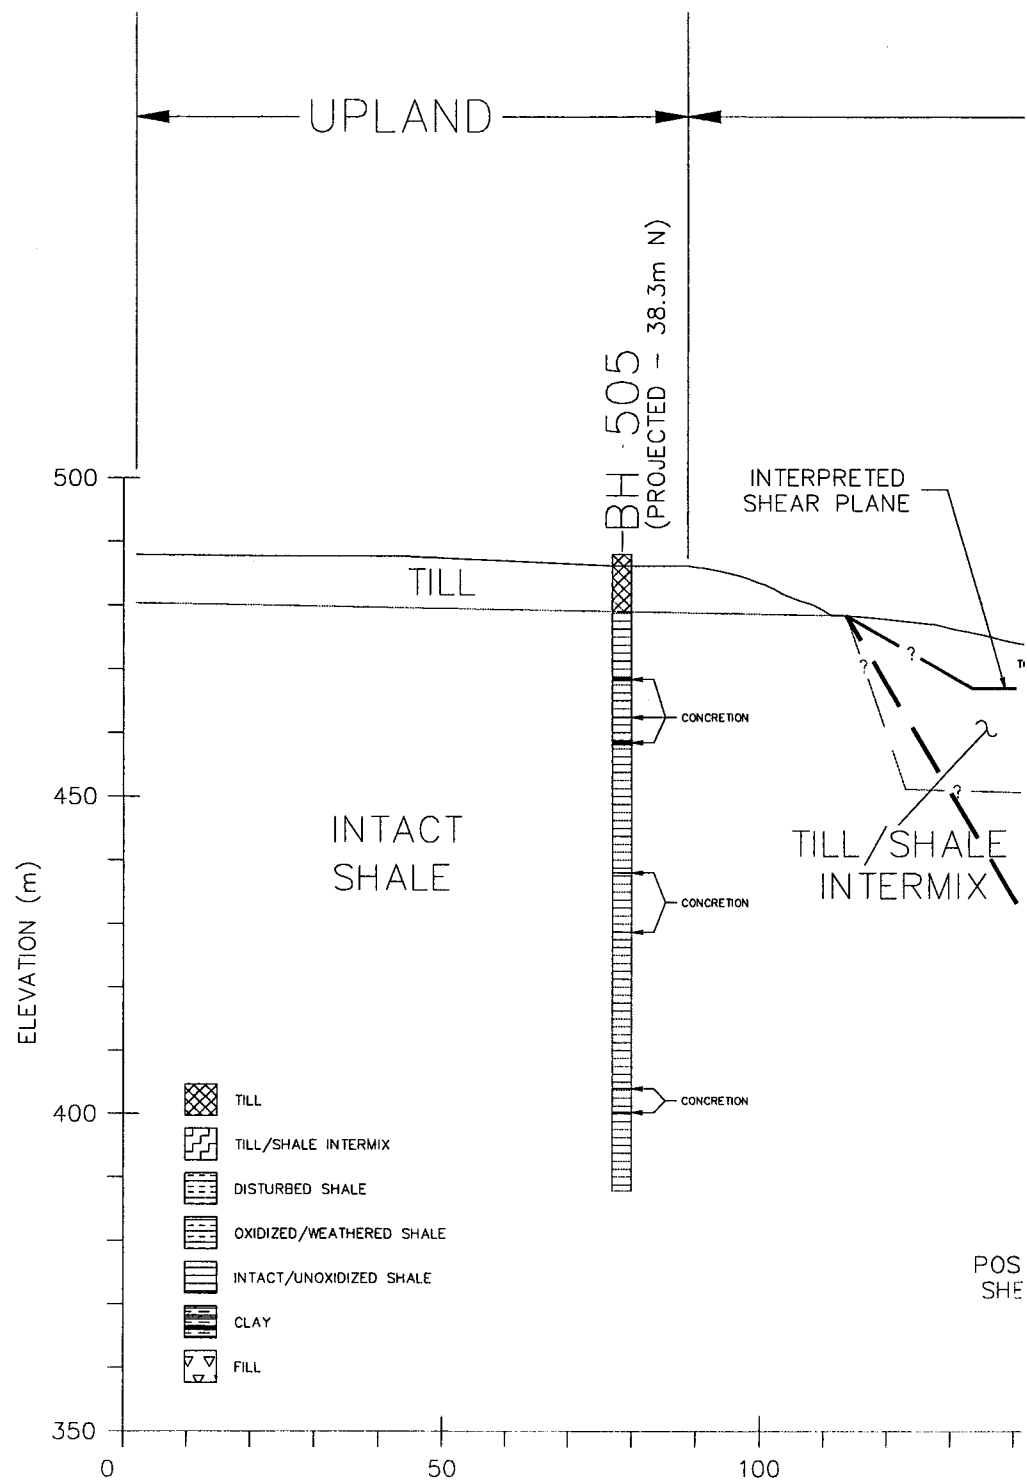 UPLAND
BH 505
(PROJECTED - 38.3m N)
500
INTERPRETED
SHEAR PLANE
TILL
?
?
CONCRETION
450
?
INTACT
SHALE
TILL/SHALE
INTERMIX
CONCRETION
ELEVATION (m)
400
CONCRETION
TILL
TILL/SHALE INTERMIX
DISTURBED SHALE
OXIDIZED/WEATHERED SHALE
INTACT/UNOXIDIZED SHALE
CLAY
FILL
POS
SHE
350
0
50
100